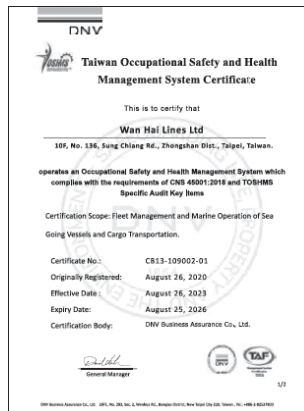 DNV
TOSHMS
Taiwan Occupational Safety and Health
Management System Certificate
This is to certify that
Wan Hai Lines Ltd
10F, No. 136, Sung Chiang Rd., Zhongshan Dist., Taipei, Taiwan.
operates an Occupational Safety and Health Management System which
complies with the requirements of CNS 45001:2018 and TOSHMS
Specific Audit Key Items
Certification Scope: Fleet Management and Marine Operation of Sea
Going Vessels and Cargo Transportation.
Certificate No.: CB13-109002-01
Originally Registered: August 26, 2020
Effective Date : August 26, 2023
Expiry Date: August 25, 2026
Certification Body: DNV Business Assurance Co., Ltd.
General Manager
DNV
TAF
1/2